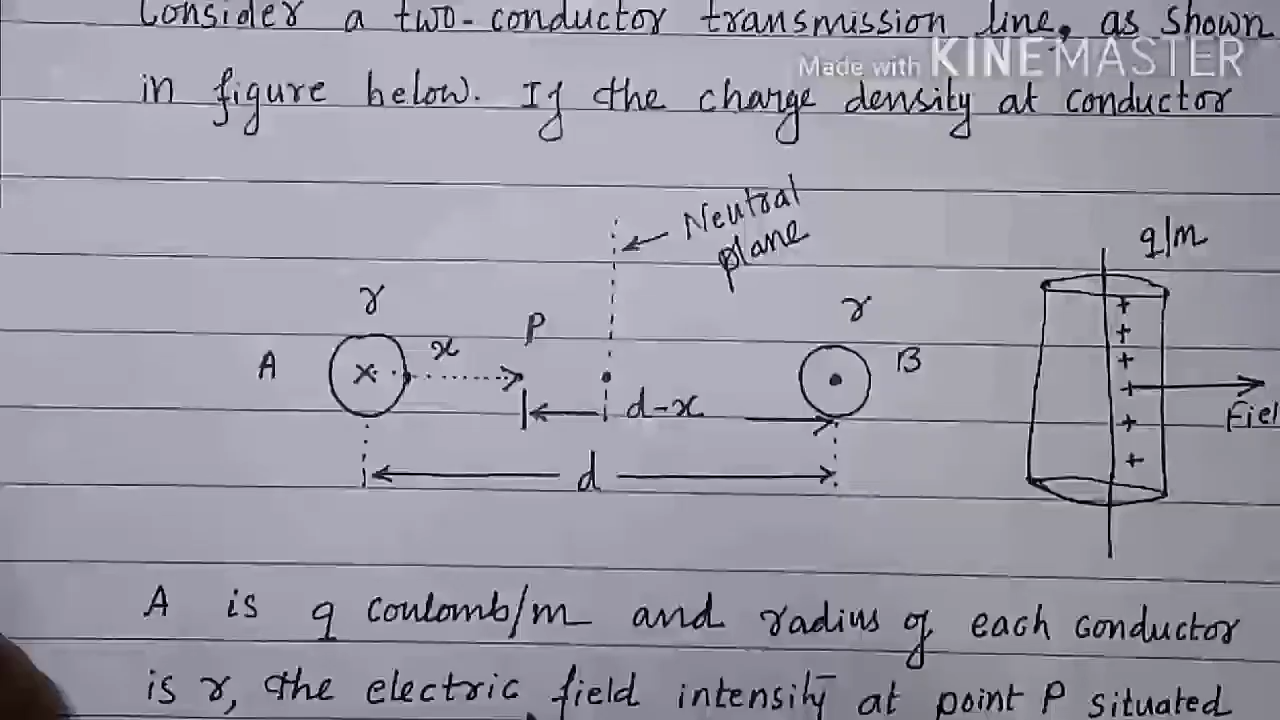 Consider a two-conductor transmission line, as shown
Made with KINEMASTER
in figure below. If the charge density at conductor
Neutral
plane
q/m
r
r
P
x
A
B
d-x
Fiel
d
A is q coulomb/m and radius of each conductor
is r, the electric field intensity at point P situated